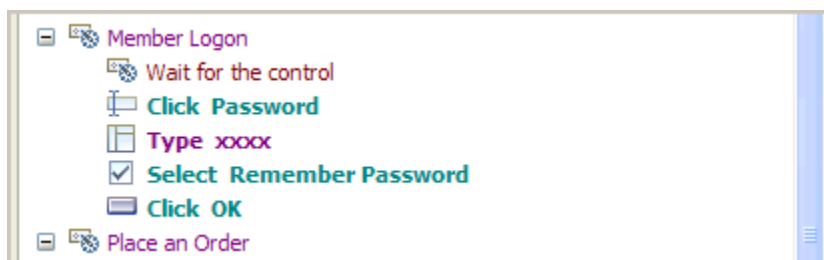 Member Logon
Wait for the control
Click Password
Type xxxx
Select Remember Password
Click OK
Place an Order